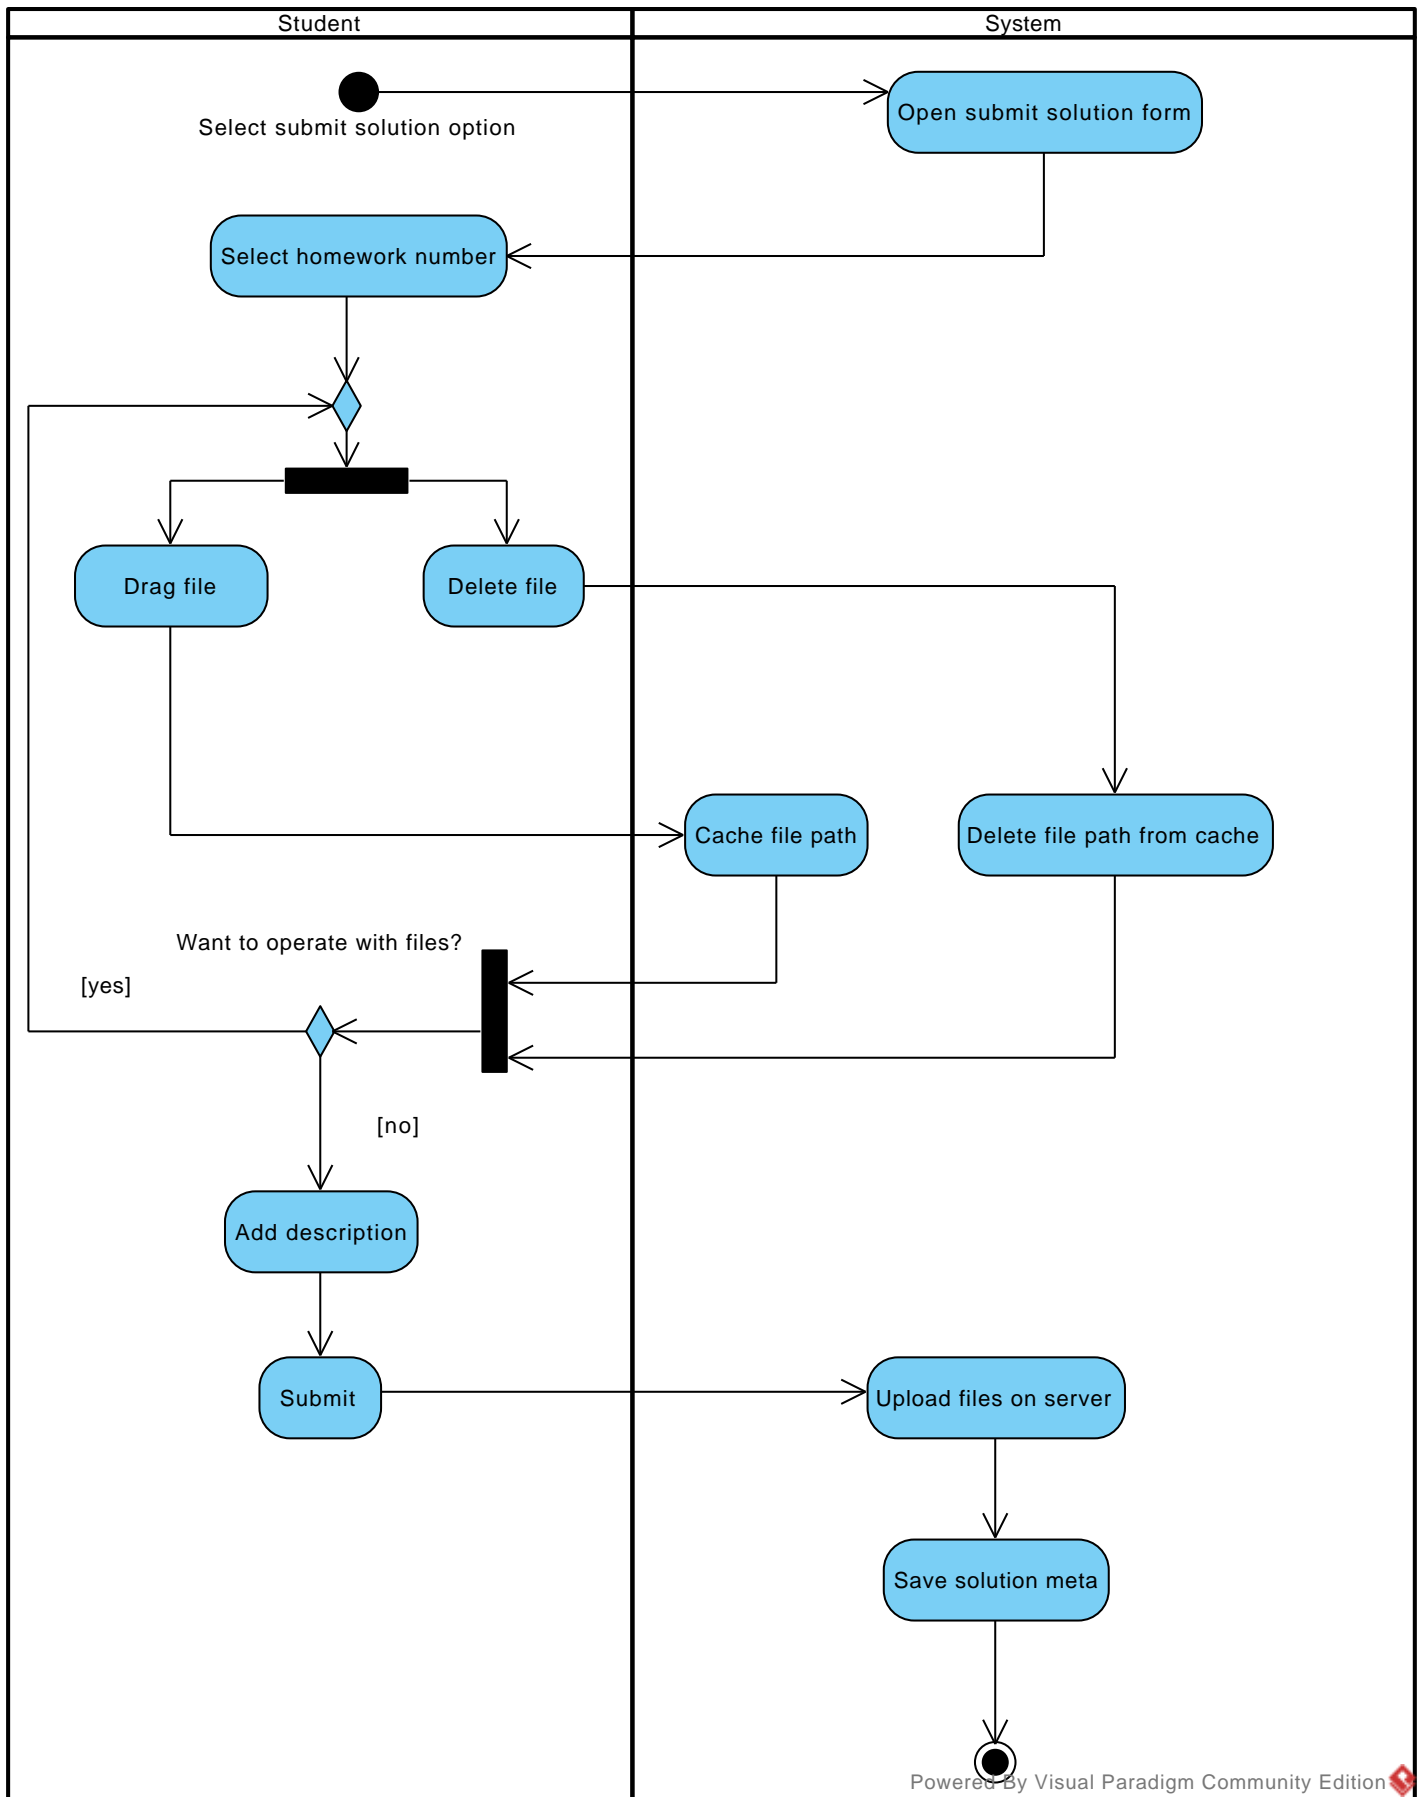 Student
System
Select submit solution option
Open submit solution form
Select homework number
Drag file
Delete file
Cache file path
Delete file path from cache
Want to operate with files?
[yes]
[no]
Add description
Submit
Upload files on server
Save solution meta
Powered By Visual Paradigm Community Edition